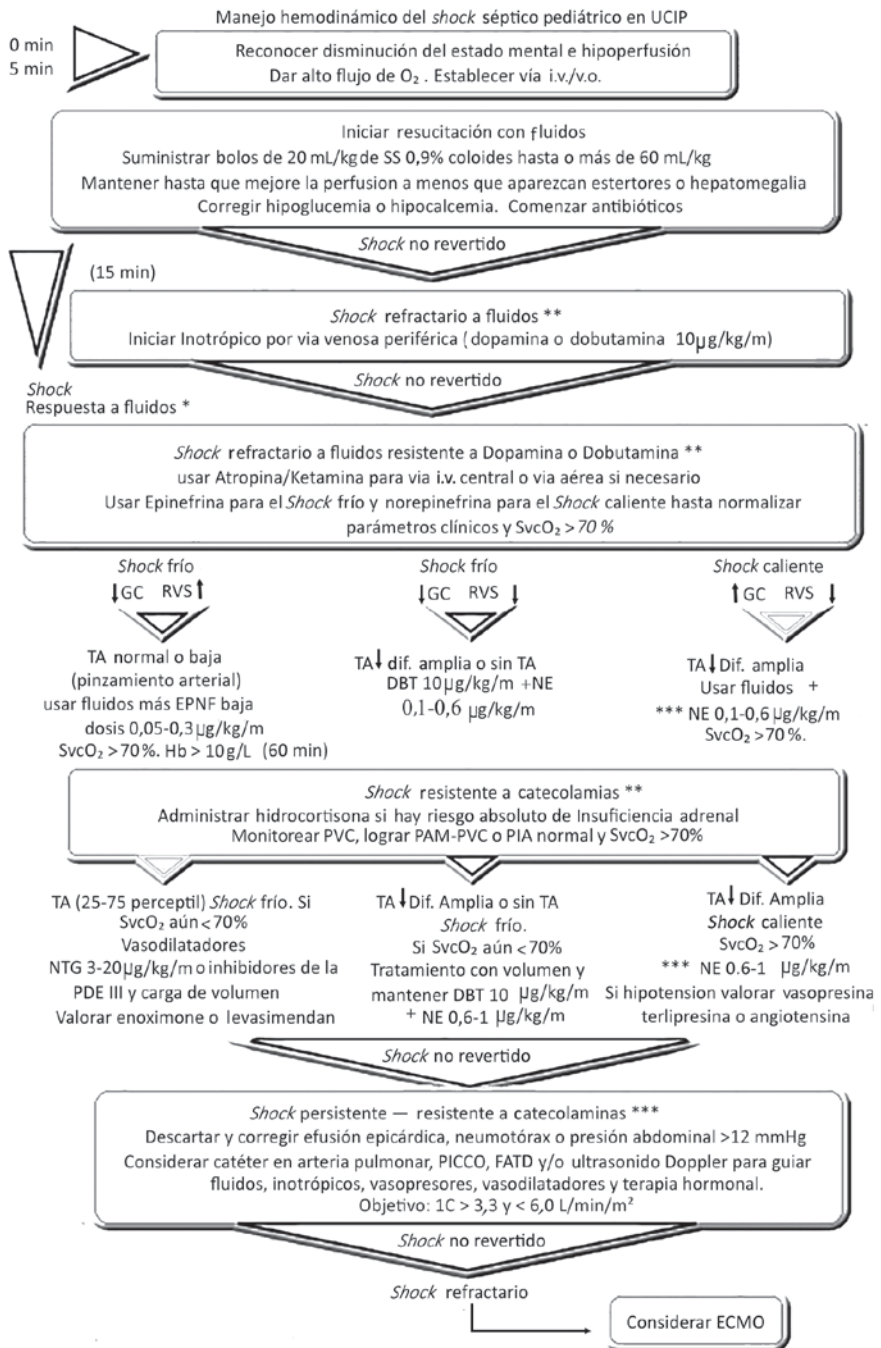 Manejo hemodinámico del shock séptico pediátrico en UCIP
0 min
5 min
Reconocer disminución del estado mental e hipoperfusión
Dar alto flujo de O₂ . Establecer vía i.v./v.o.
Iniciar resucitación con fluidos
Suministrar bolos de 20 mL/kg de SS 0,9% coloides hasta o más de 60 mL/kg
Mantener hasta que mejore la perfusion a menos que aparezcan estertores o hepatomegalia
Corregir hipoglucemia o hipocalcemia. Comenzar antibióticos
Shock no revertido
(15 min)
Shock refractario a fluidos **
Iniciar Inotrópico por via venosa periférica ( dopamina o dobutamina 10µg/kg/m)
Shock no revertido
Shock
Respuesta a fluidos *
Shock refractario a fluidos resistente a Dopamina o Dobutamina **
usar Atropina/Ketamina para via i.v. central o via aérea si necesario
Usar Epinefrina para el Shock frío y norepinefrina para el Shock caliente hasta normalizar
parámetros clínicos y SvcO₂ >70 %
Shock frío
↓GC RVS↑
TA normal o baja
(pinzamiento arterial)
usar fluidos más EPNF baja
dosis 0,05-0,3µg/kg/m
SvcO₂ >70%. Hb > 10g/L (60 min)
Shock frío
↓GC RVS ↓
TA↓ dif. amplia o sin TA
DBT 10µg/kg/m +NE
0,1-0,6 µg/kg/m
Shock caliente
↑GC RVS ↓
TA↓Dif. amplia
Usar fluidos +
*** NE 0,1-0,6 µg/kg/m
SvcO₂ >70%.
Shock resistente a catecolamias **
Administrar hidrocortisona si hay riesgo absoluto de Insuficiencia adrenal
Monitorear PVC, lograr PAM-PVC o PIA normal y SvcO₂ >70%
TA (25-75 perceptil) Shock frío. Si
SvcO₂ aún <70%
Vasodilatadores
NTG 3-20µg/kg/m o inhibidores de la
PDE III y carga de volumen
Valorar enoximone o levasimendan
TA↓Dif. Amplia o sin TA
Shock frío.
Si SvcO₂ aún <70%
Tratamiento con volumen y
mantener DBT 10 µg/kg/m
+ NE 0,6-1 µg/kg/m
TA↓Dif. Amplia
Shock caliente
SvcO₂ >70%
*** NE 0.6-1 µg/kg/m
Si hipotension valorar vasopresina
terlipresina o angiotensina
Shock no revertido
Shock persistente — resistente a catecolaminas ***
Descartar y corregir efusión epicárdica, neumotórax o presión abdominal >12 mmHg
Considerar catéter en arteria pulmonar, PICCO, FATD y/o ultrasonido Doppler para guiar
fluidos, inotrópicos, vasopresores, vasodilatadores y terapia hormonal.
Objetivo: 1C > 3,3 y < 6,0 L/min/m²
Shock no revertido
Shock refractario
Considerar ECMO